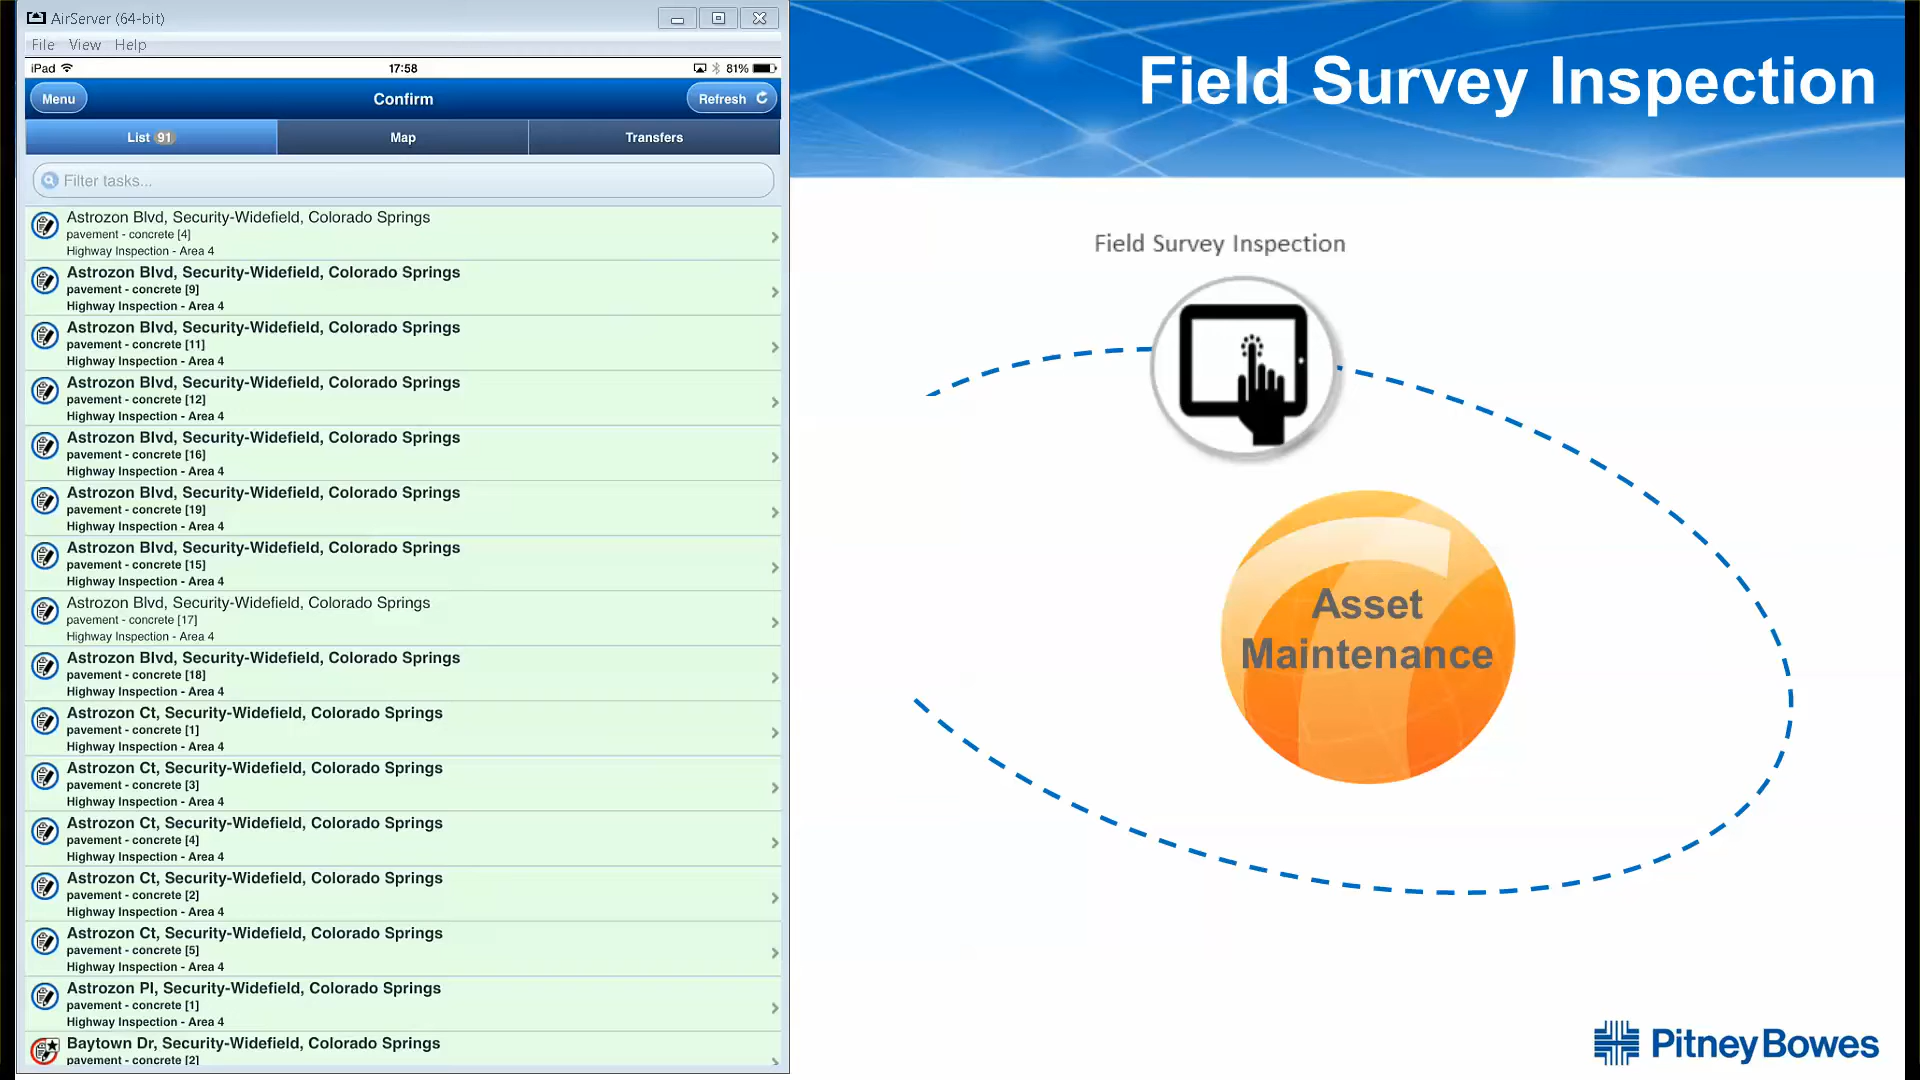 AirServer (64-bit)
File View Help
iPad 17:58 81%
Menu Confirm Refresh
List 91 Map Transfers
Filter tasks...
Astrozon Blvd, Security-Widefield, Colorado Springs
pavement - concrete [4]
Highway Inspection - Area 4
Astrozon Blvd, Security-Widefield, Colorado Springs
pavement - concrete [9]
Highway Inspection - Area 4
Astrozon Blvd, Security-Widefield, Colorado Springs
pavement - concrete [11]
Highway Inspection - Area 4
Astrozon Blvd, Security-Widefield, Colorado Springs
pavement - concrete [12]
Highway Inspection - Area 4
Astrozon Blvd, Security-Widefield, Colorado Springs
pavement - concrete [16]
Highway Inspection - Area 4
Astrozon Blvd, Security-Widefield, Colorado Springs
pavement - concrete [19]
Highway Inspection - Area 4
Astrozon Blvd, Security-Widefield, Colorado Springs
pavement - concrete [15]
Highway Inspection - Area 4
Astrozon Blvd, Security-Widefield, Colorado Springs
pavement - concrete [17]
Highway Inspection - Area 4
Astrozon Blvd, Security-Widefield, Colorado Springs
pavement - concrete [18]
Highway Inspection - Area 4
Astrozon Ct, Security-Widefield, Colorado Springs
pavement - concrete [1]
Highway Inspection - Area 4
Astrozon Ct, Security-Widefield, Colorado Springs
pavement - concrete [3]
Highway Inspection - Area 4
Astrozon Ct, Security-Widefield, Colorado Springs
pavement - concrete [4]
Highway Inspection - Area 4
Astrozon Ct, Security-Widefield, Colorado Springs
pavement - concrete [2]
Highway Inspection - Area 4
Astrozon Ct, Security-Widefield, Colorado Springs
pavement - concrete [5]
Highway Inspection - Area 4
Astrozon Pl, Security-Widefield, Colorado Springs
pavement - concrete [1]
Highway Inspection - Area 4
Baytown Dr, Security-Widefield, Colorado Springs
pavement - concrete [2]
Field Survey Inspection
Field Survey Inspection
Asset
Maintenance
PitneyBowes